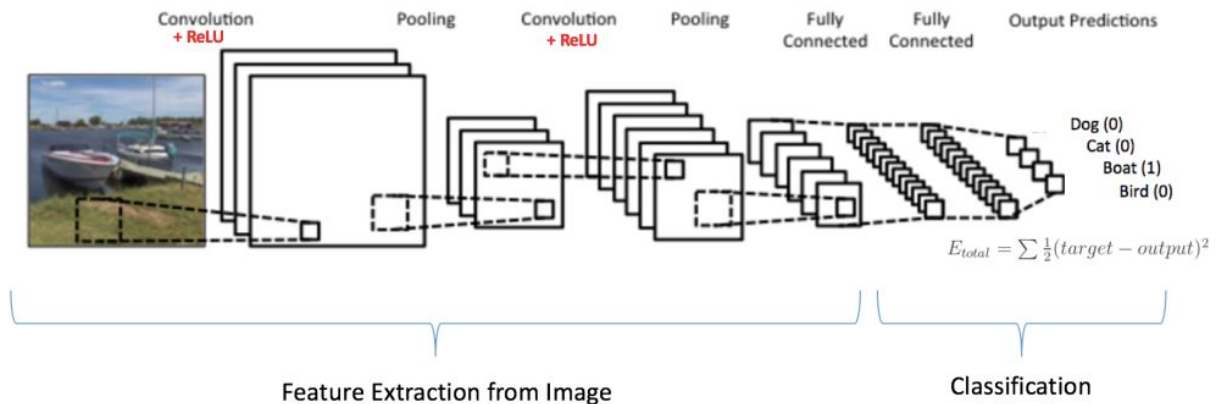 Convolution
+ ReLU
Pooling
Convolution
+ ReLU
Pooling
Fully
Connected
Fully
Connected
Output Predictions
Dog (0)
Cat (0)
Boat (1)
Bird (0)
E_total = ∑ ½(target − output)²
Feature Extraction from Image
Classification